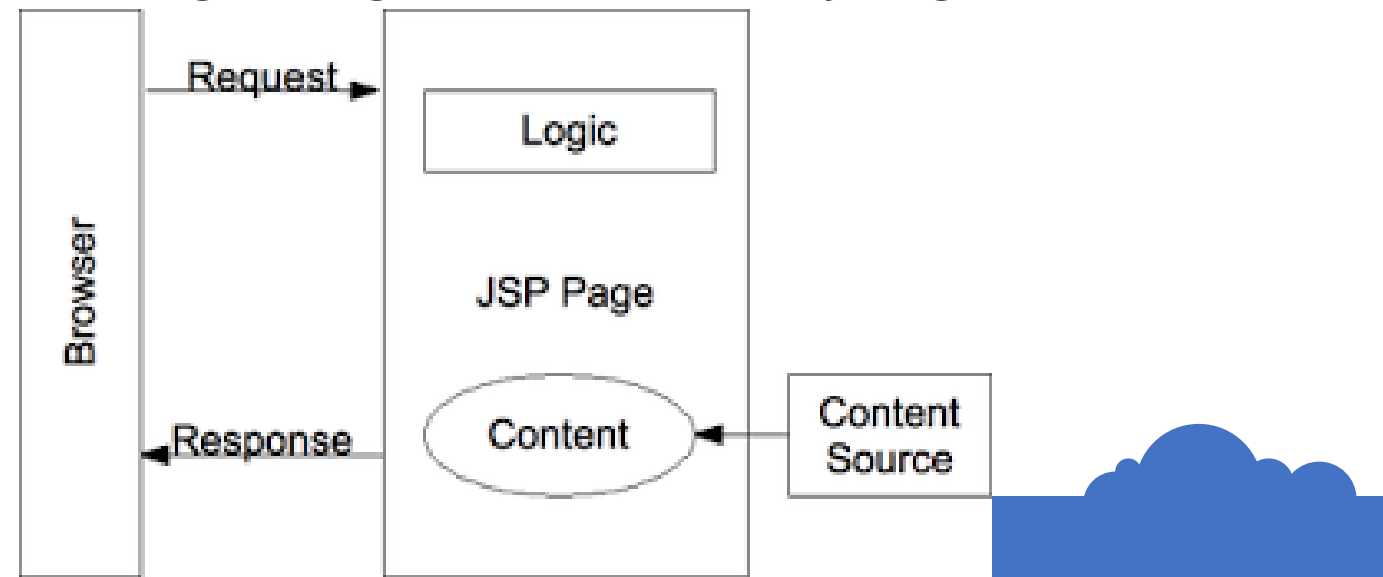 Request
Logic
Browser
JSP Page
Content
Response
Content
Source